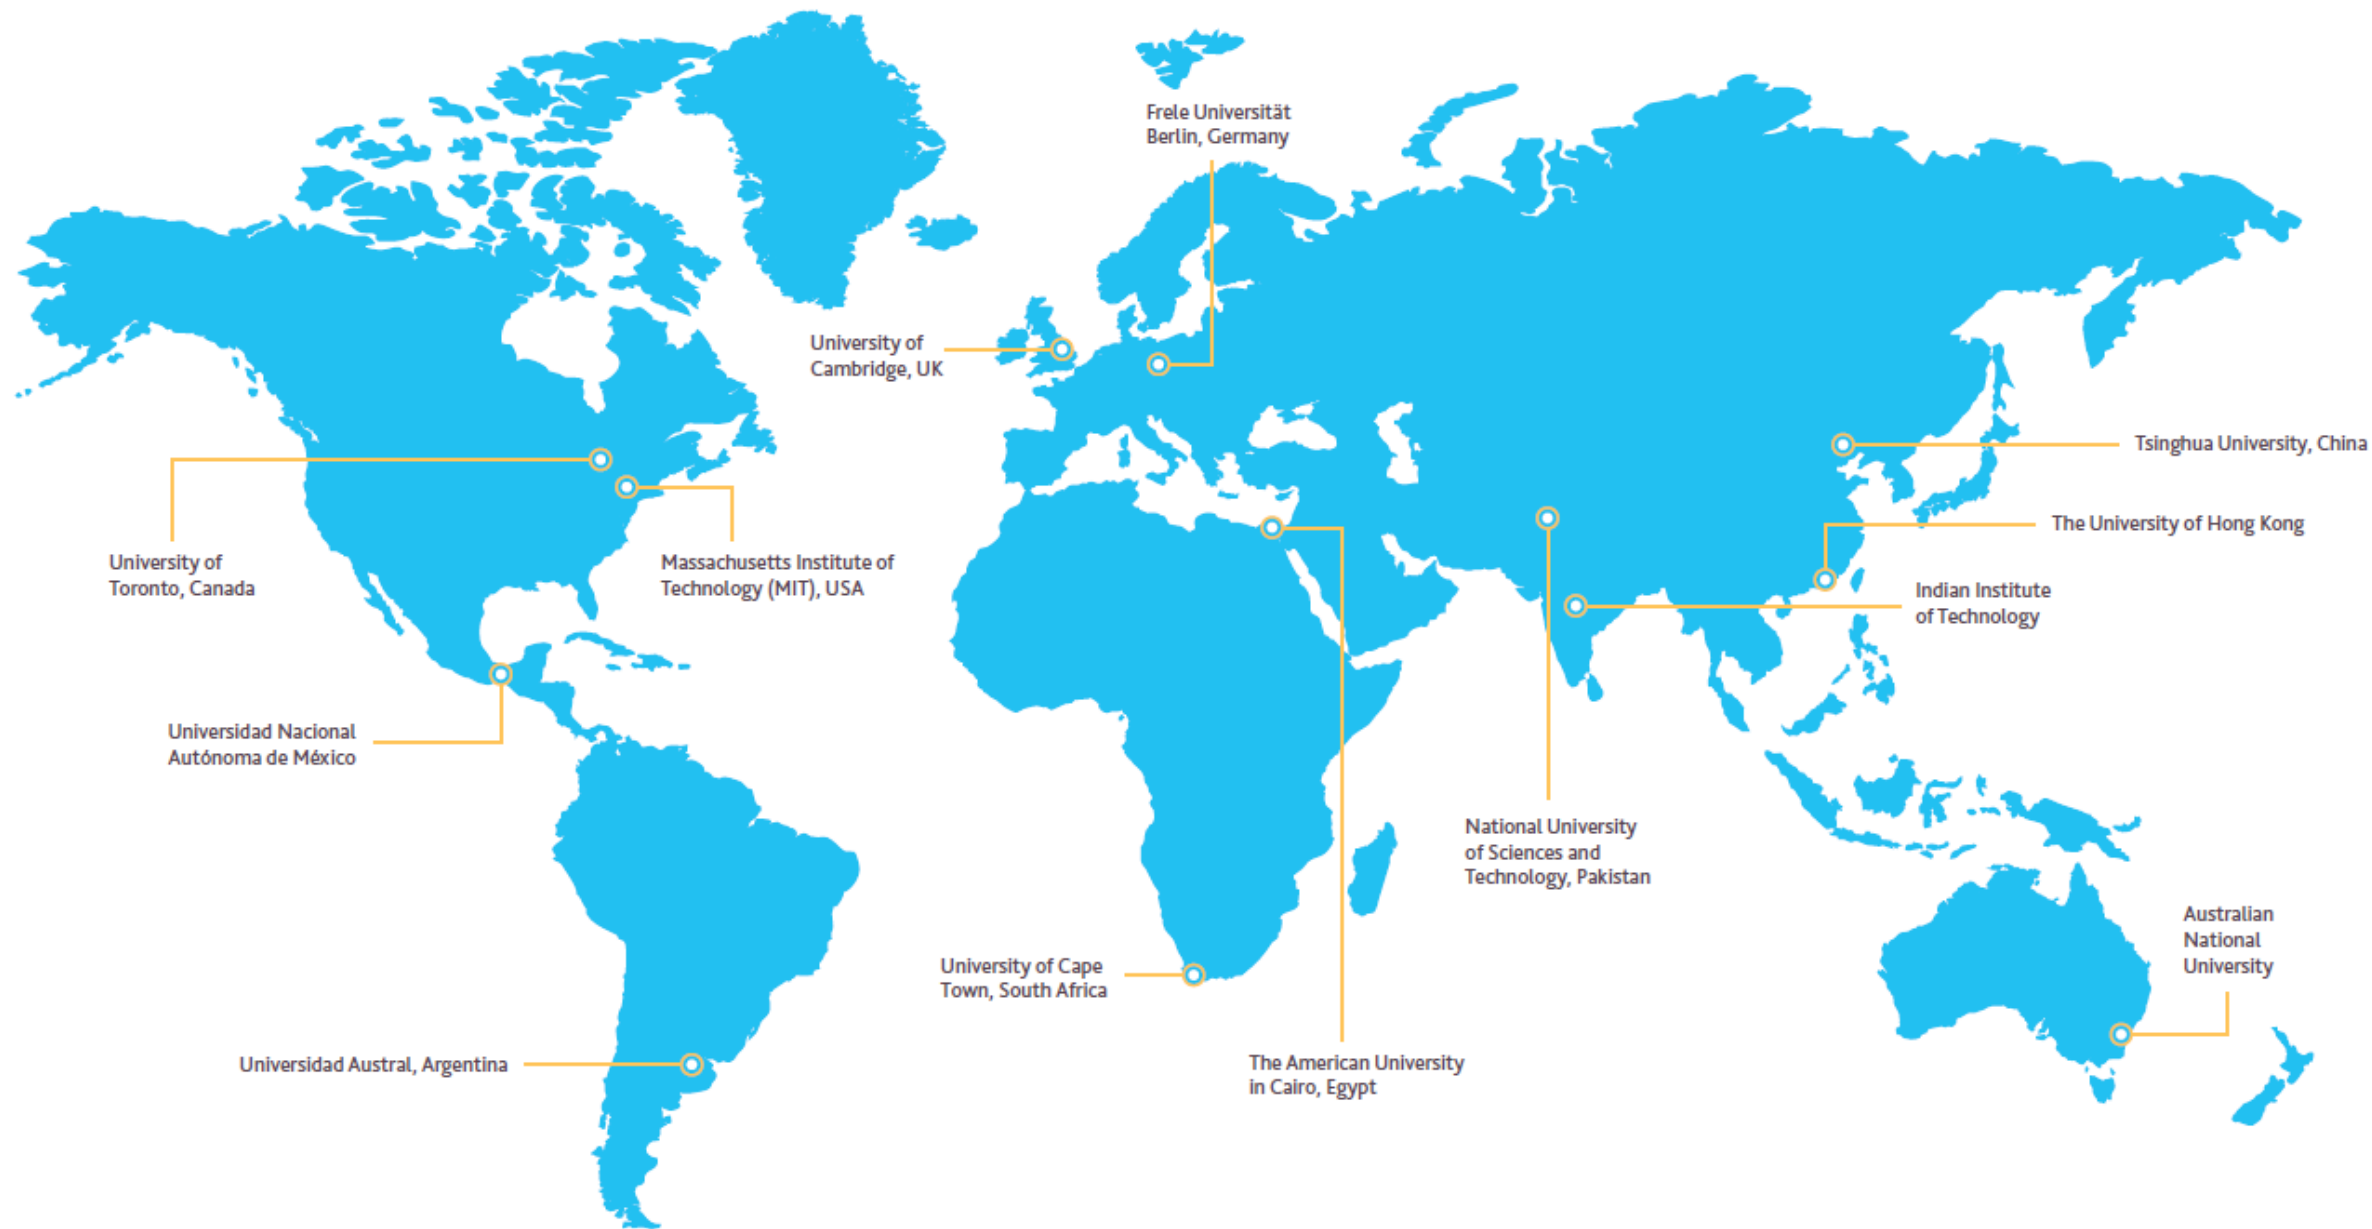 Frele Universität
Berlin, Germany
University of
Cambridge, UK
Tsinghua University, China
The University of Hong Kong
University of
Toronto, Canada
Massachusetts Institute of
Technology (MIT), USA
Indian Institute
of Technology
Universidad Nacional
Autónoma de México
National University
of Sciences and
Technology, Pakistan
Australian
National
University
University of Cape
Town, South Africa
Universidad Austral, Argentina
The American University
in Cairo, Egypt